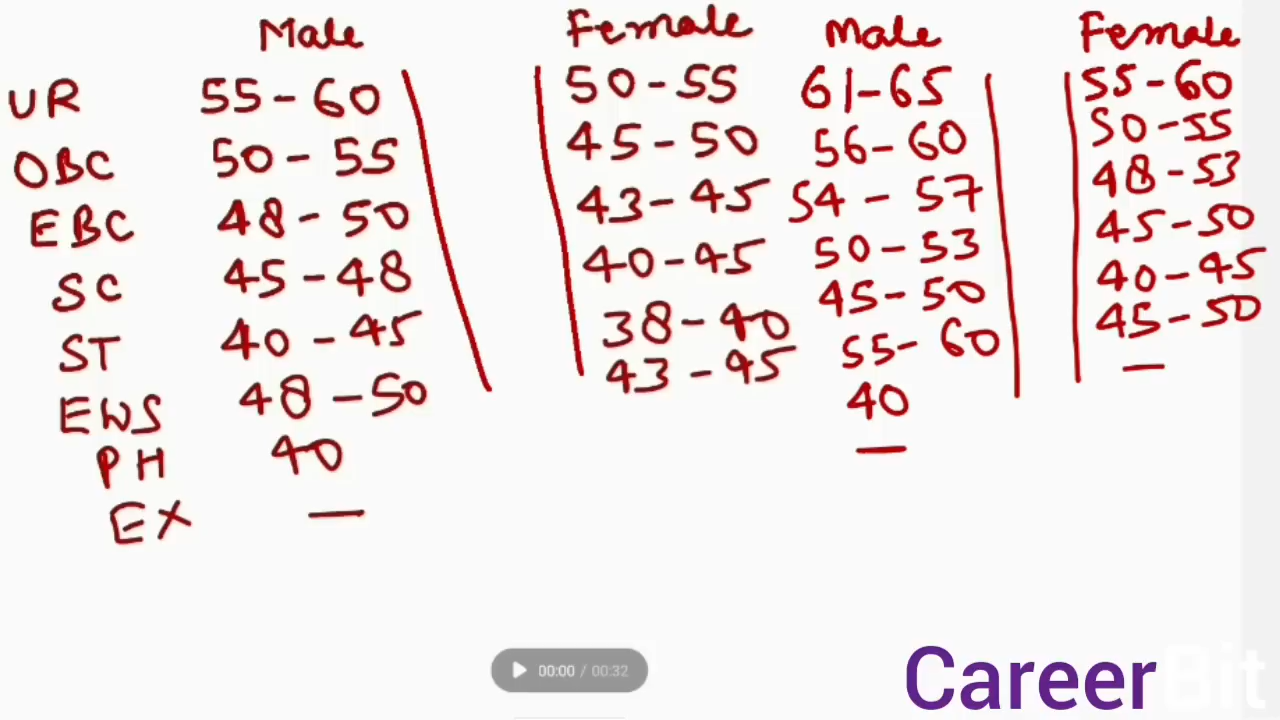 Male Female Male Female
UR 55-60 50-55 61-65 55-60
OBC 50-55 45-50 56-60 50-55
EBC 48-50 43-45 54-57 48-53
SC 45-48 40-45 50-53 45-50
ST 40-45 38-40 45-50 40-45
EWS 48-50 43-45 55-60 45-50
PH 40 40 —
EX — —
00:00 / 00:32
CareerBit